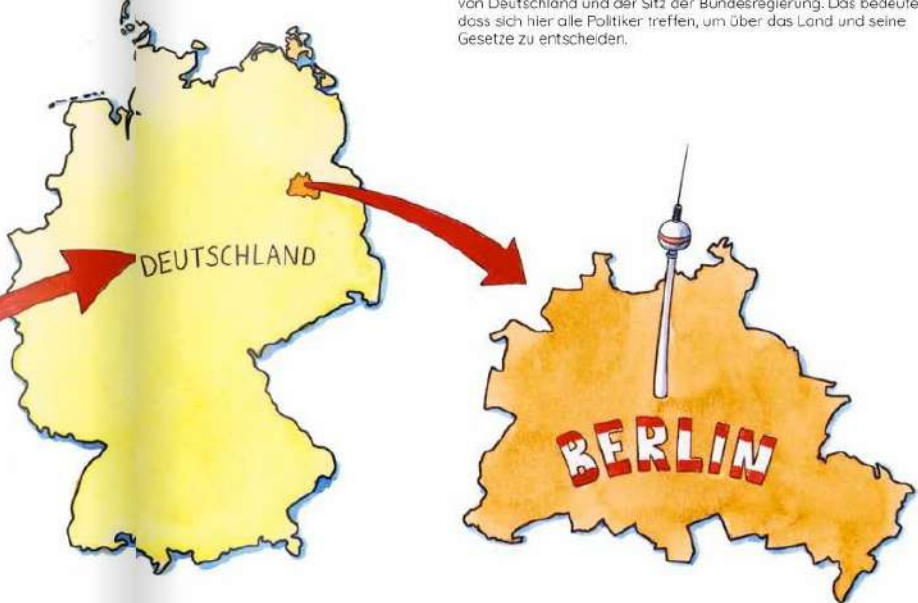 von Deutschland und der Sitz der Bundesregierung. Das
dass sich hier alle Politiker treffen, um über das Land und seine
Gesetze zu entscheiden.
DEUTSCHLAND
BERLIN